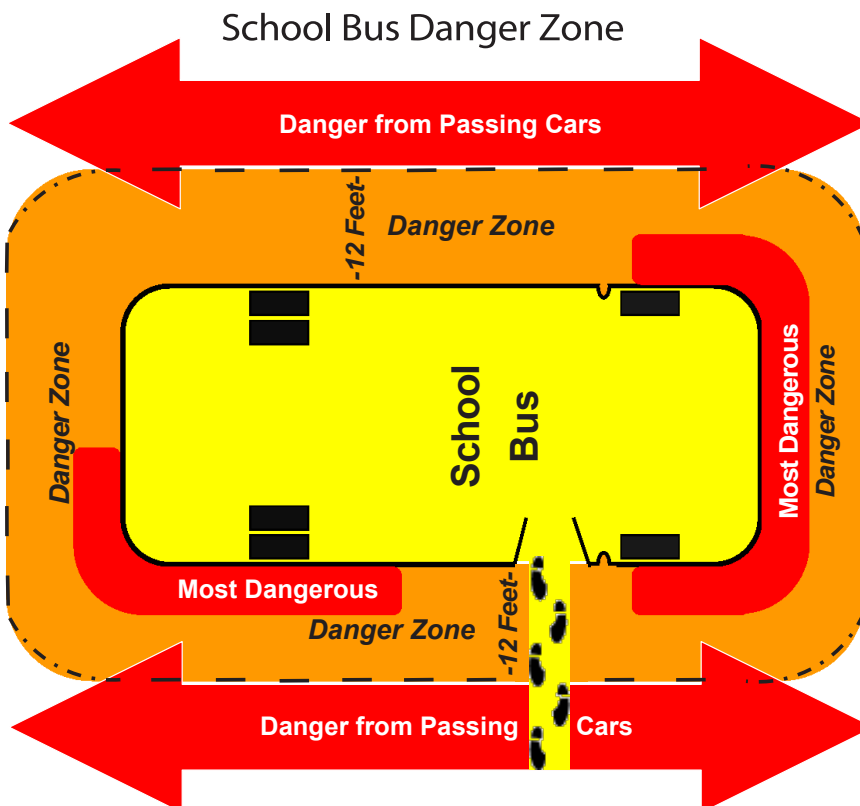 School Bus Danger Zone
Danger from Passing Cars
-12 Feet-
Danger Zone
Danger Zone
School
Bus
Most Dangerous
Danger Zone
Most Dangerous
Danger Zone
-12 Feet-
Danger from Passing Cars